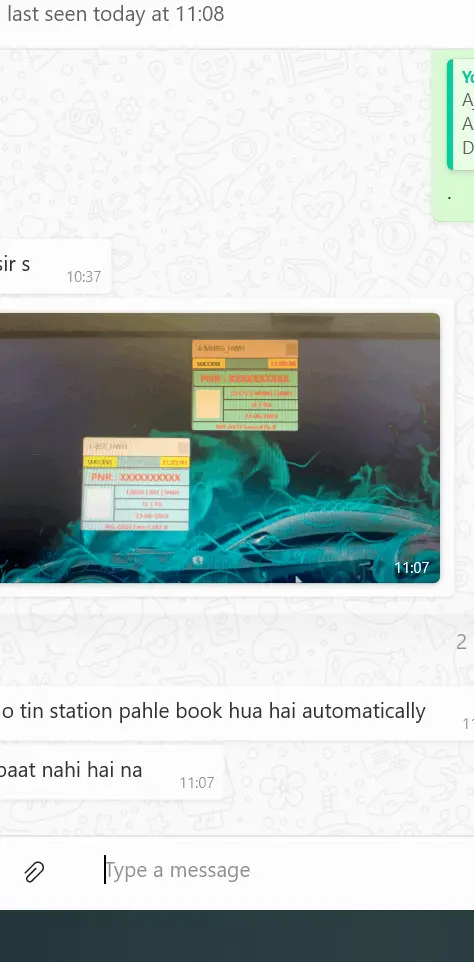 last seen today at 11:08
Yo
A
A
D
.
sir s
10:37
SUCCESS
PNR : XXXXXXXXXX
SUCCESS
PNR : XXXXXXXXXX
11:07
2
o tin station pahle book hua hai automatically
11
baat nahi hai na
11:07
Type a message